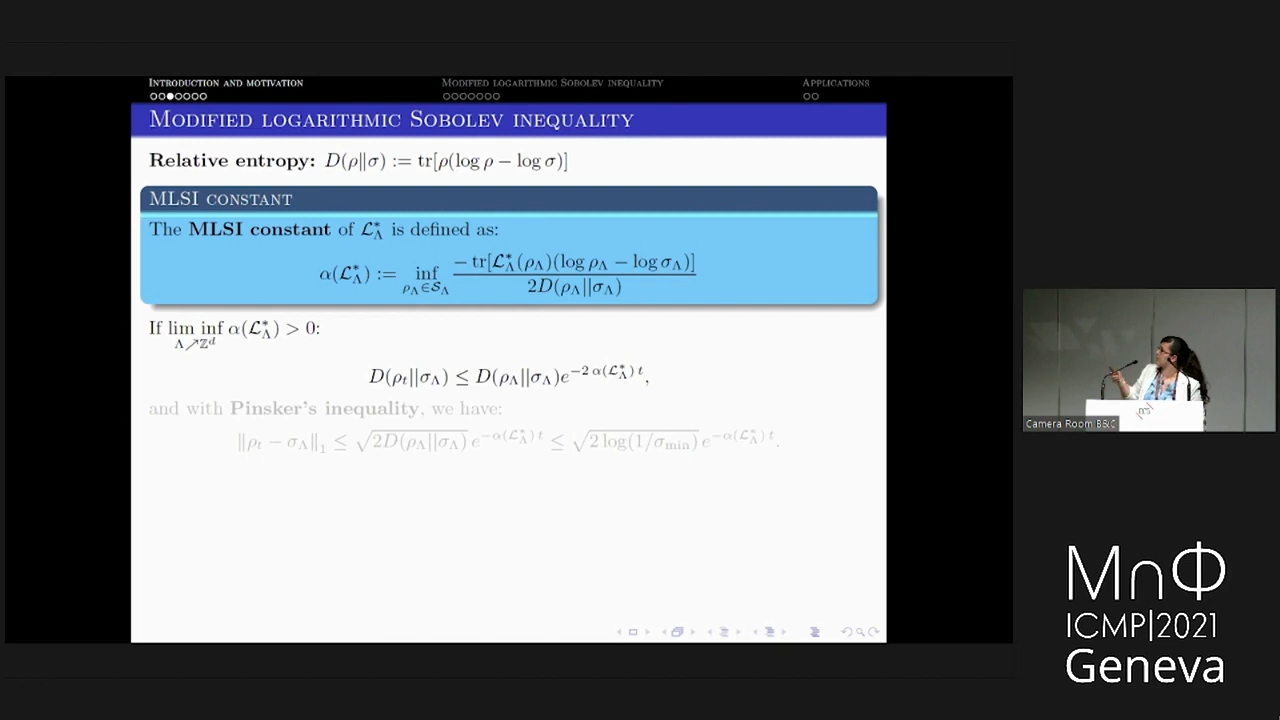 INTRODUCTION AND MOTIVATION
MODIFIED LOGARITHMIC SOBOLEV INEQUALITY
APPLICATIONS
MODIFIED LOGARITHMIC SOBOLEV INEQUALITY
Relative entropy: D(ρ||σ) := tr[ρ(log ρ − log σ)]
MLSI CONSTANT
The MLSI constant of ℒ*_Λ is defined as:
α(ℒ*_Λ) := inf_{ρ_Λ∈𝒮_Λ} −tr[ℒ*_Λ(ρ_Λ)(log ρ_Λ − log σ_Λ)] / 2D(ρ_Λ||σ_Λ)
If lim inf_{Λ↗ℤ^d} α(ℒ*_Λ) > 0:
D(ρ_t||σ_Λ) ≤ D(ρ_Λ||σ_Λ)e^{−2 α(ℒ*_Λ) t},
and with Pinsker's inequality, we have:
‖ρ_t − σ_Λ‖_1 ≤ √(2D(ρ_Λ||σ_Λ)) e^{−α(ℒ*_Λ) t} ≤ √(2 log(1/σ_min)) e^{−α(ℒ*_Λ) t}.
Camera Room B&C
M∩Φ
ICMP|2021
Geneva